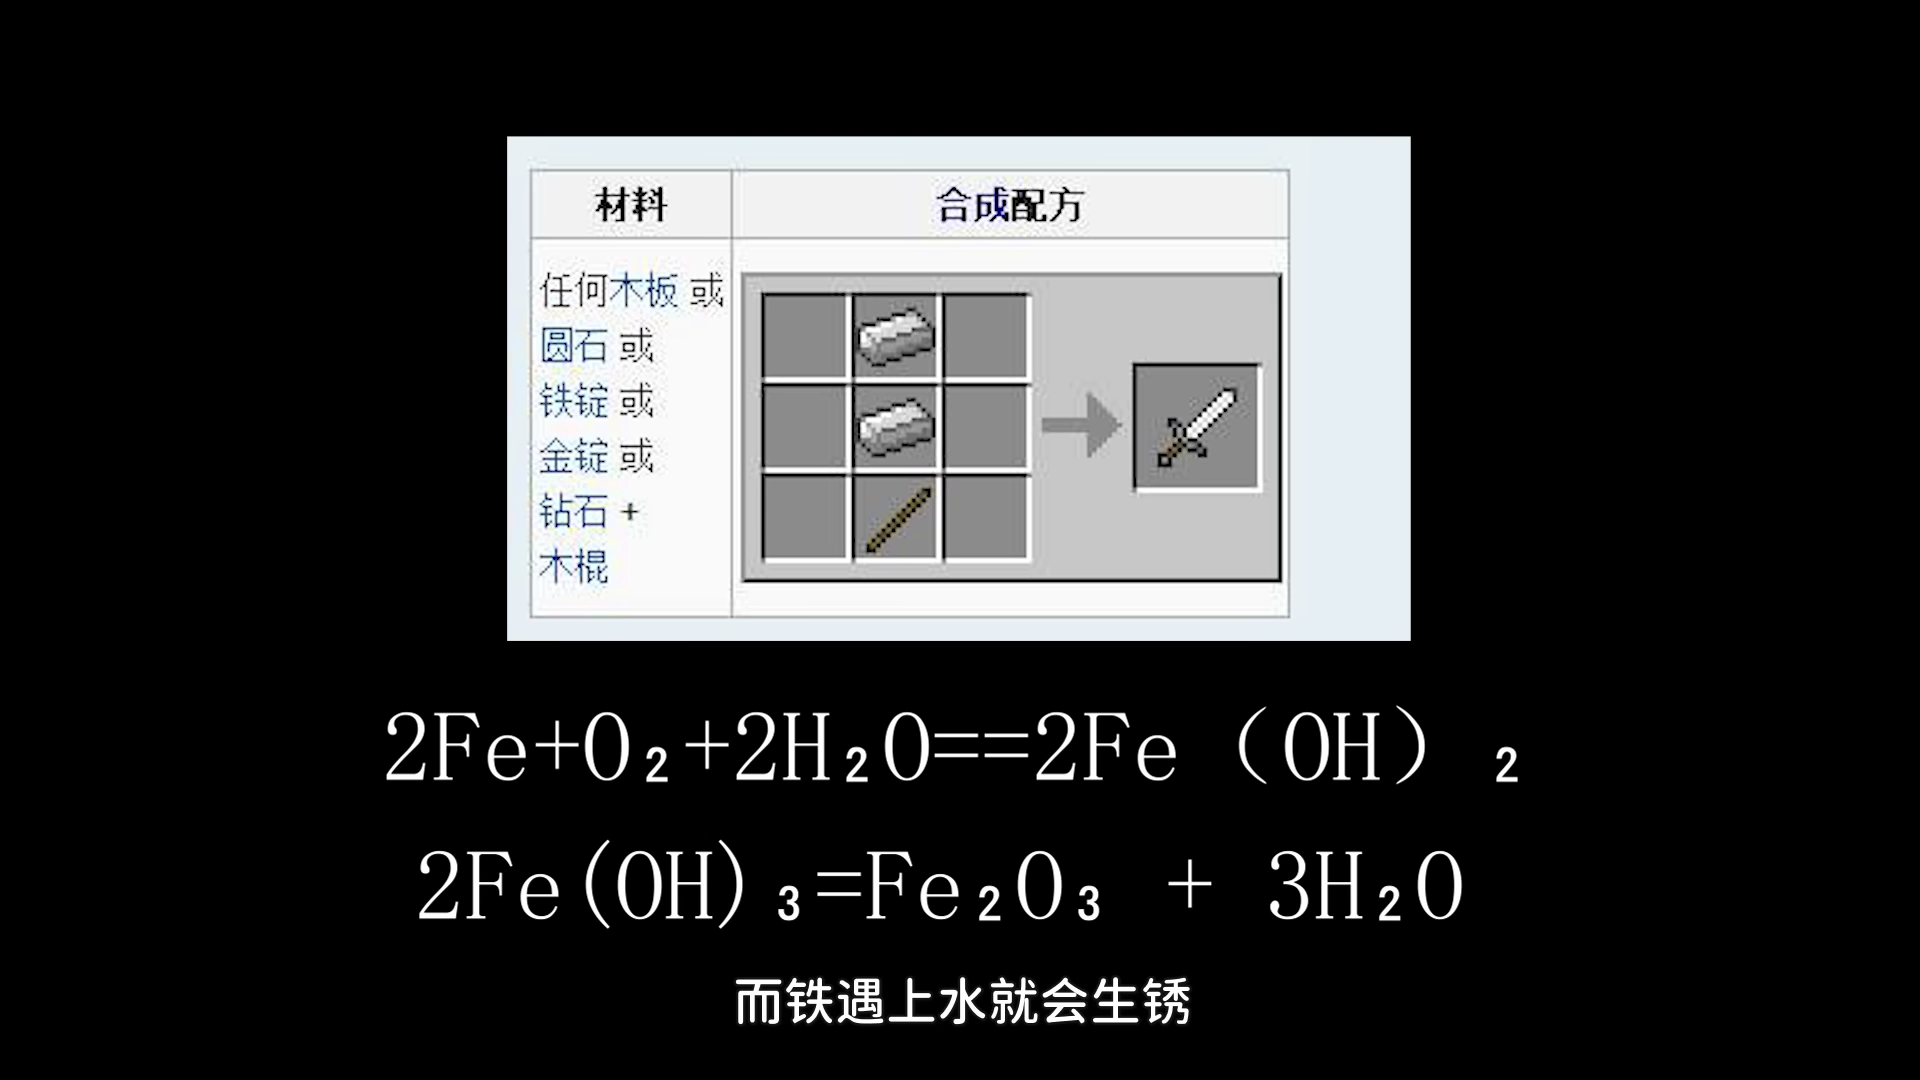 材料
合成配方
任何木板 或
圆石 或
铁锭 或
金锭 或
钻石 +
木棍
2Fe+O₂+2H₂O==2Fe（OH）₂
2Fe(OH)₃=Fe₂O₃ + 3H₂O
而铁遇上水就会生锈